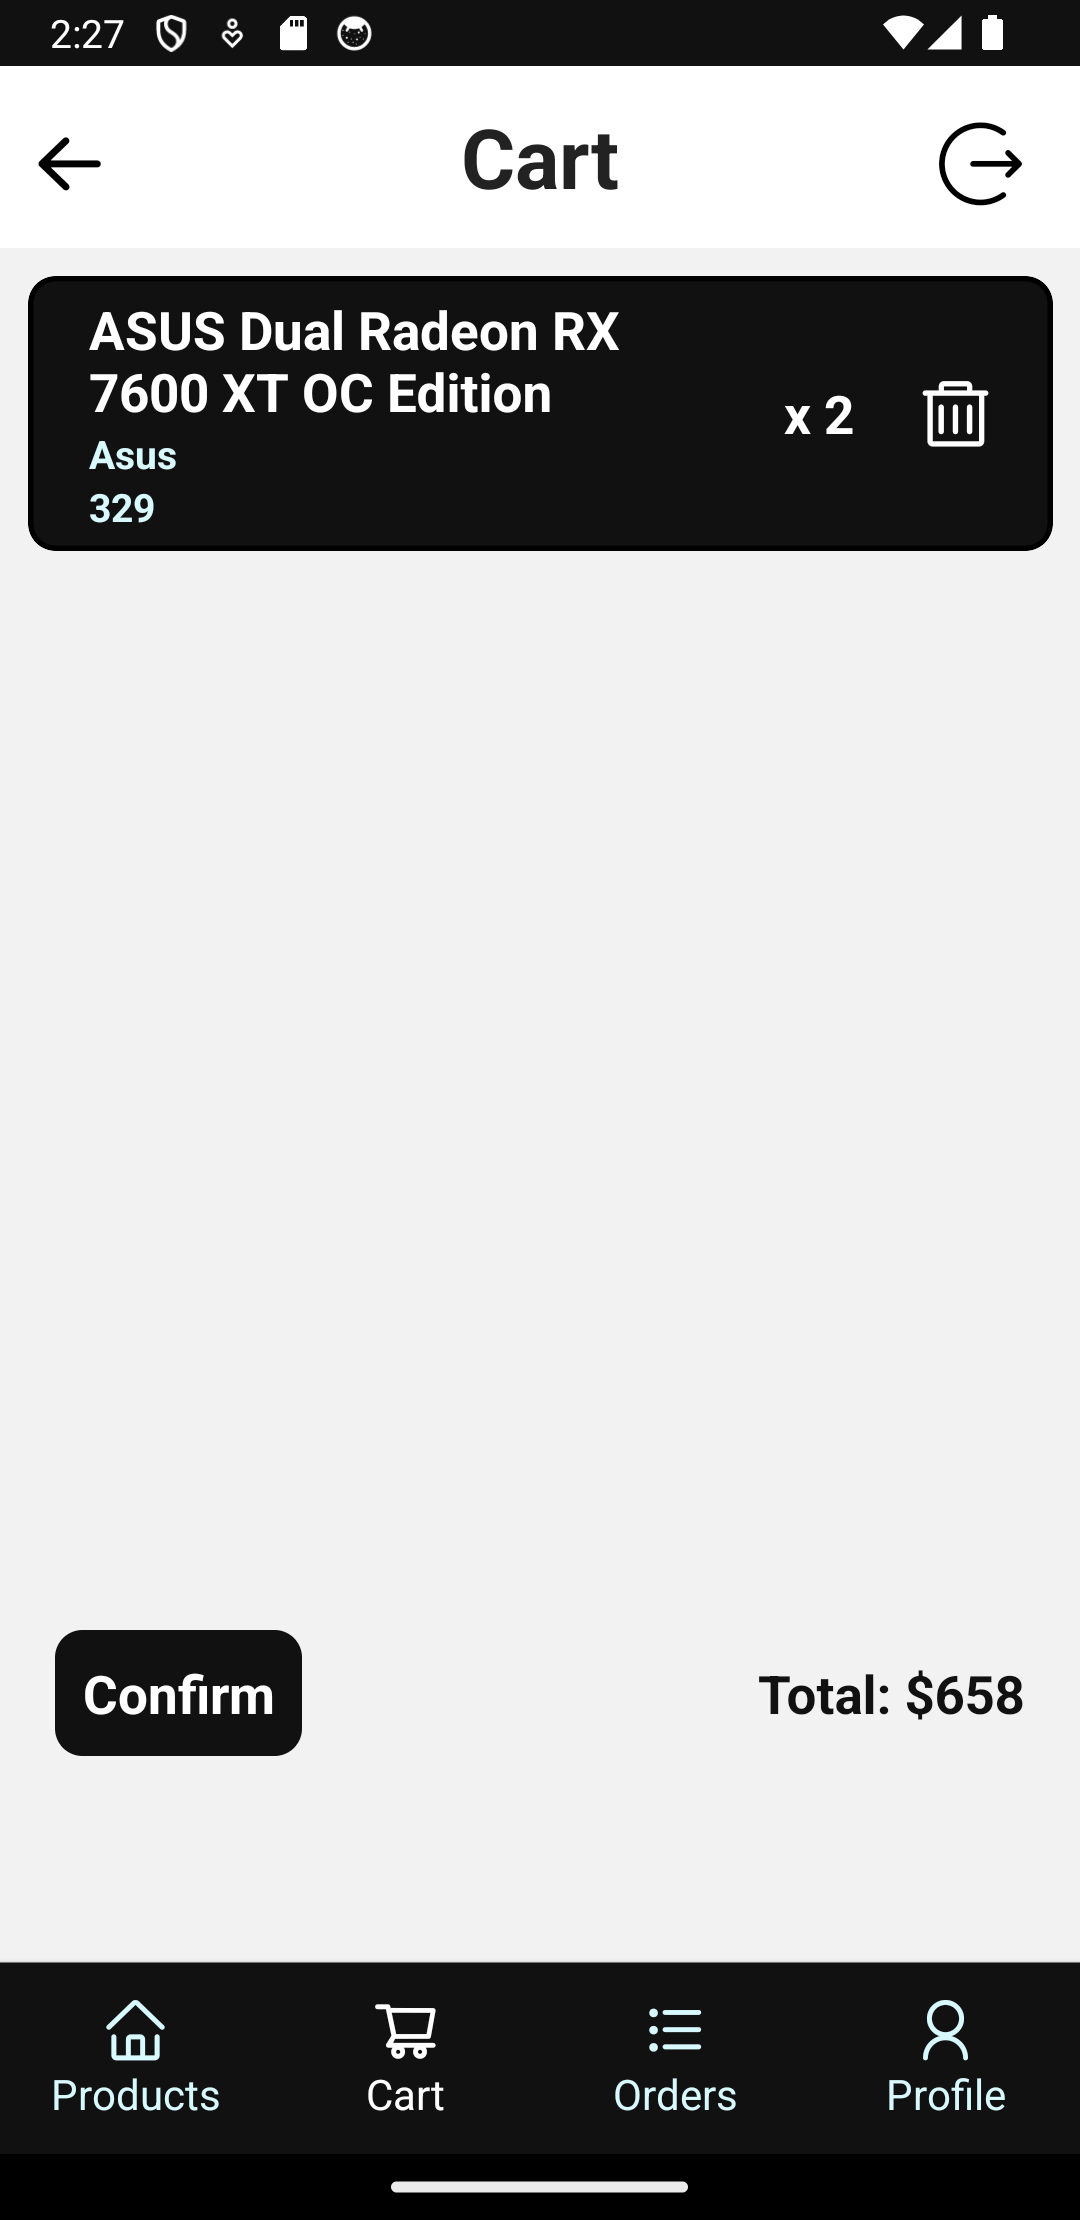 2:27
Cart
ASUS Dual Radeon RX
7600 XT OC Edition
Asus
329
x 2
Confirm
Total: $658
Products
Cart
Orders
Profile